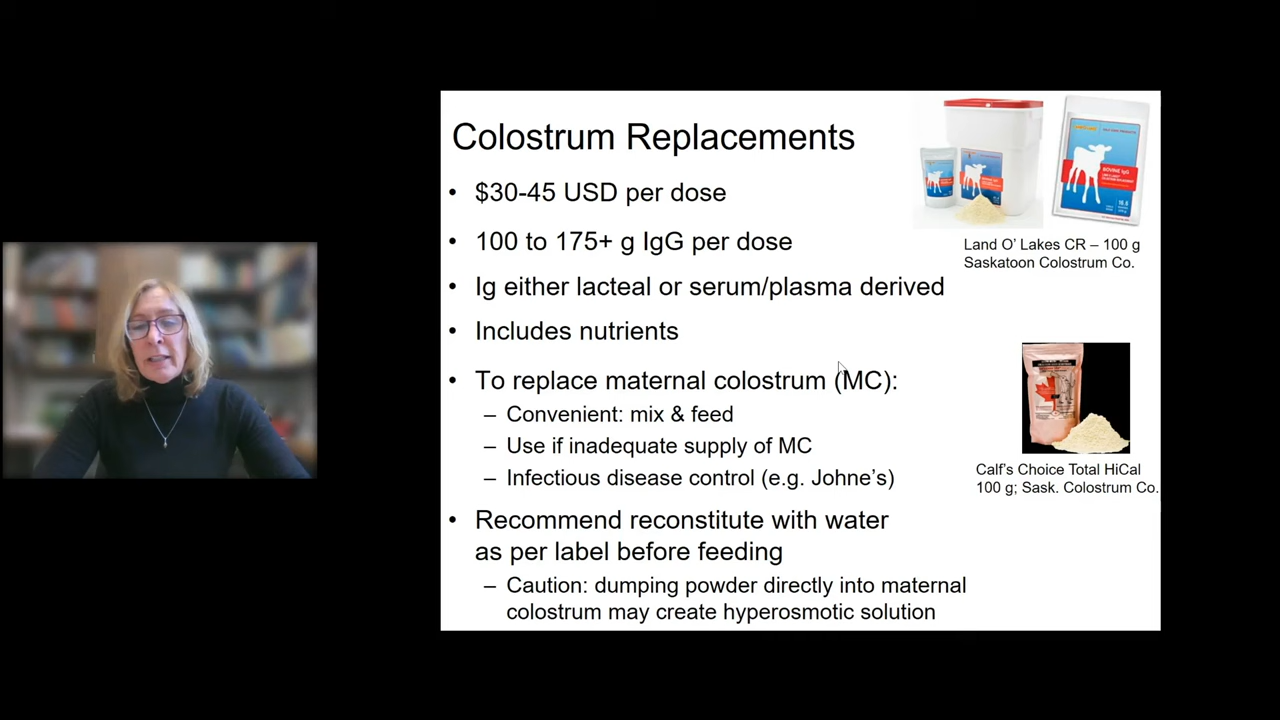 Colostrum Replacements
• $30-45 USD per dose
• 100 to 175+ g IgG per dose
• Ig either lacteal or serum/plasma derived
• Includes nutrients
• To replace maternal colostrum (MC):
– Convenient: mix & feed
– Use if inadequate supply of MC
– Infectious disease control (e.g. Johne's)
• Recommend reconstitute with water
as per label before feeding
– Caution: dumping powder directly into maternal
colostrum may create hyperosmotic solution
BOVINE IgG
Land O' Lakes CR – 100 g
Saskatoon Colostrum Co.
Calf's Choice Total HiCal
100 g; Sask. Colostrum Co.